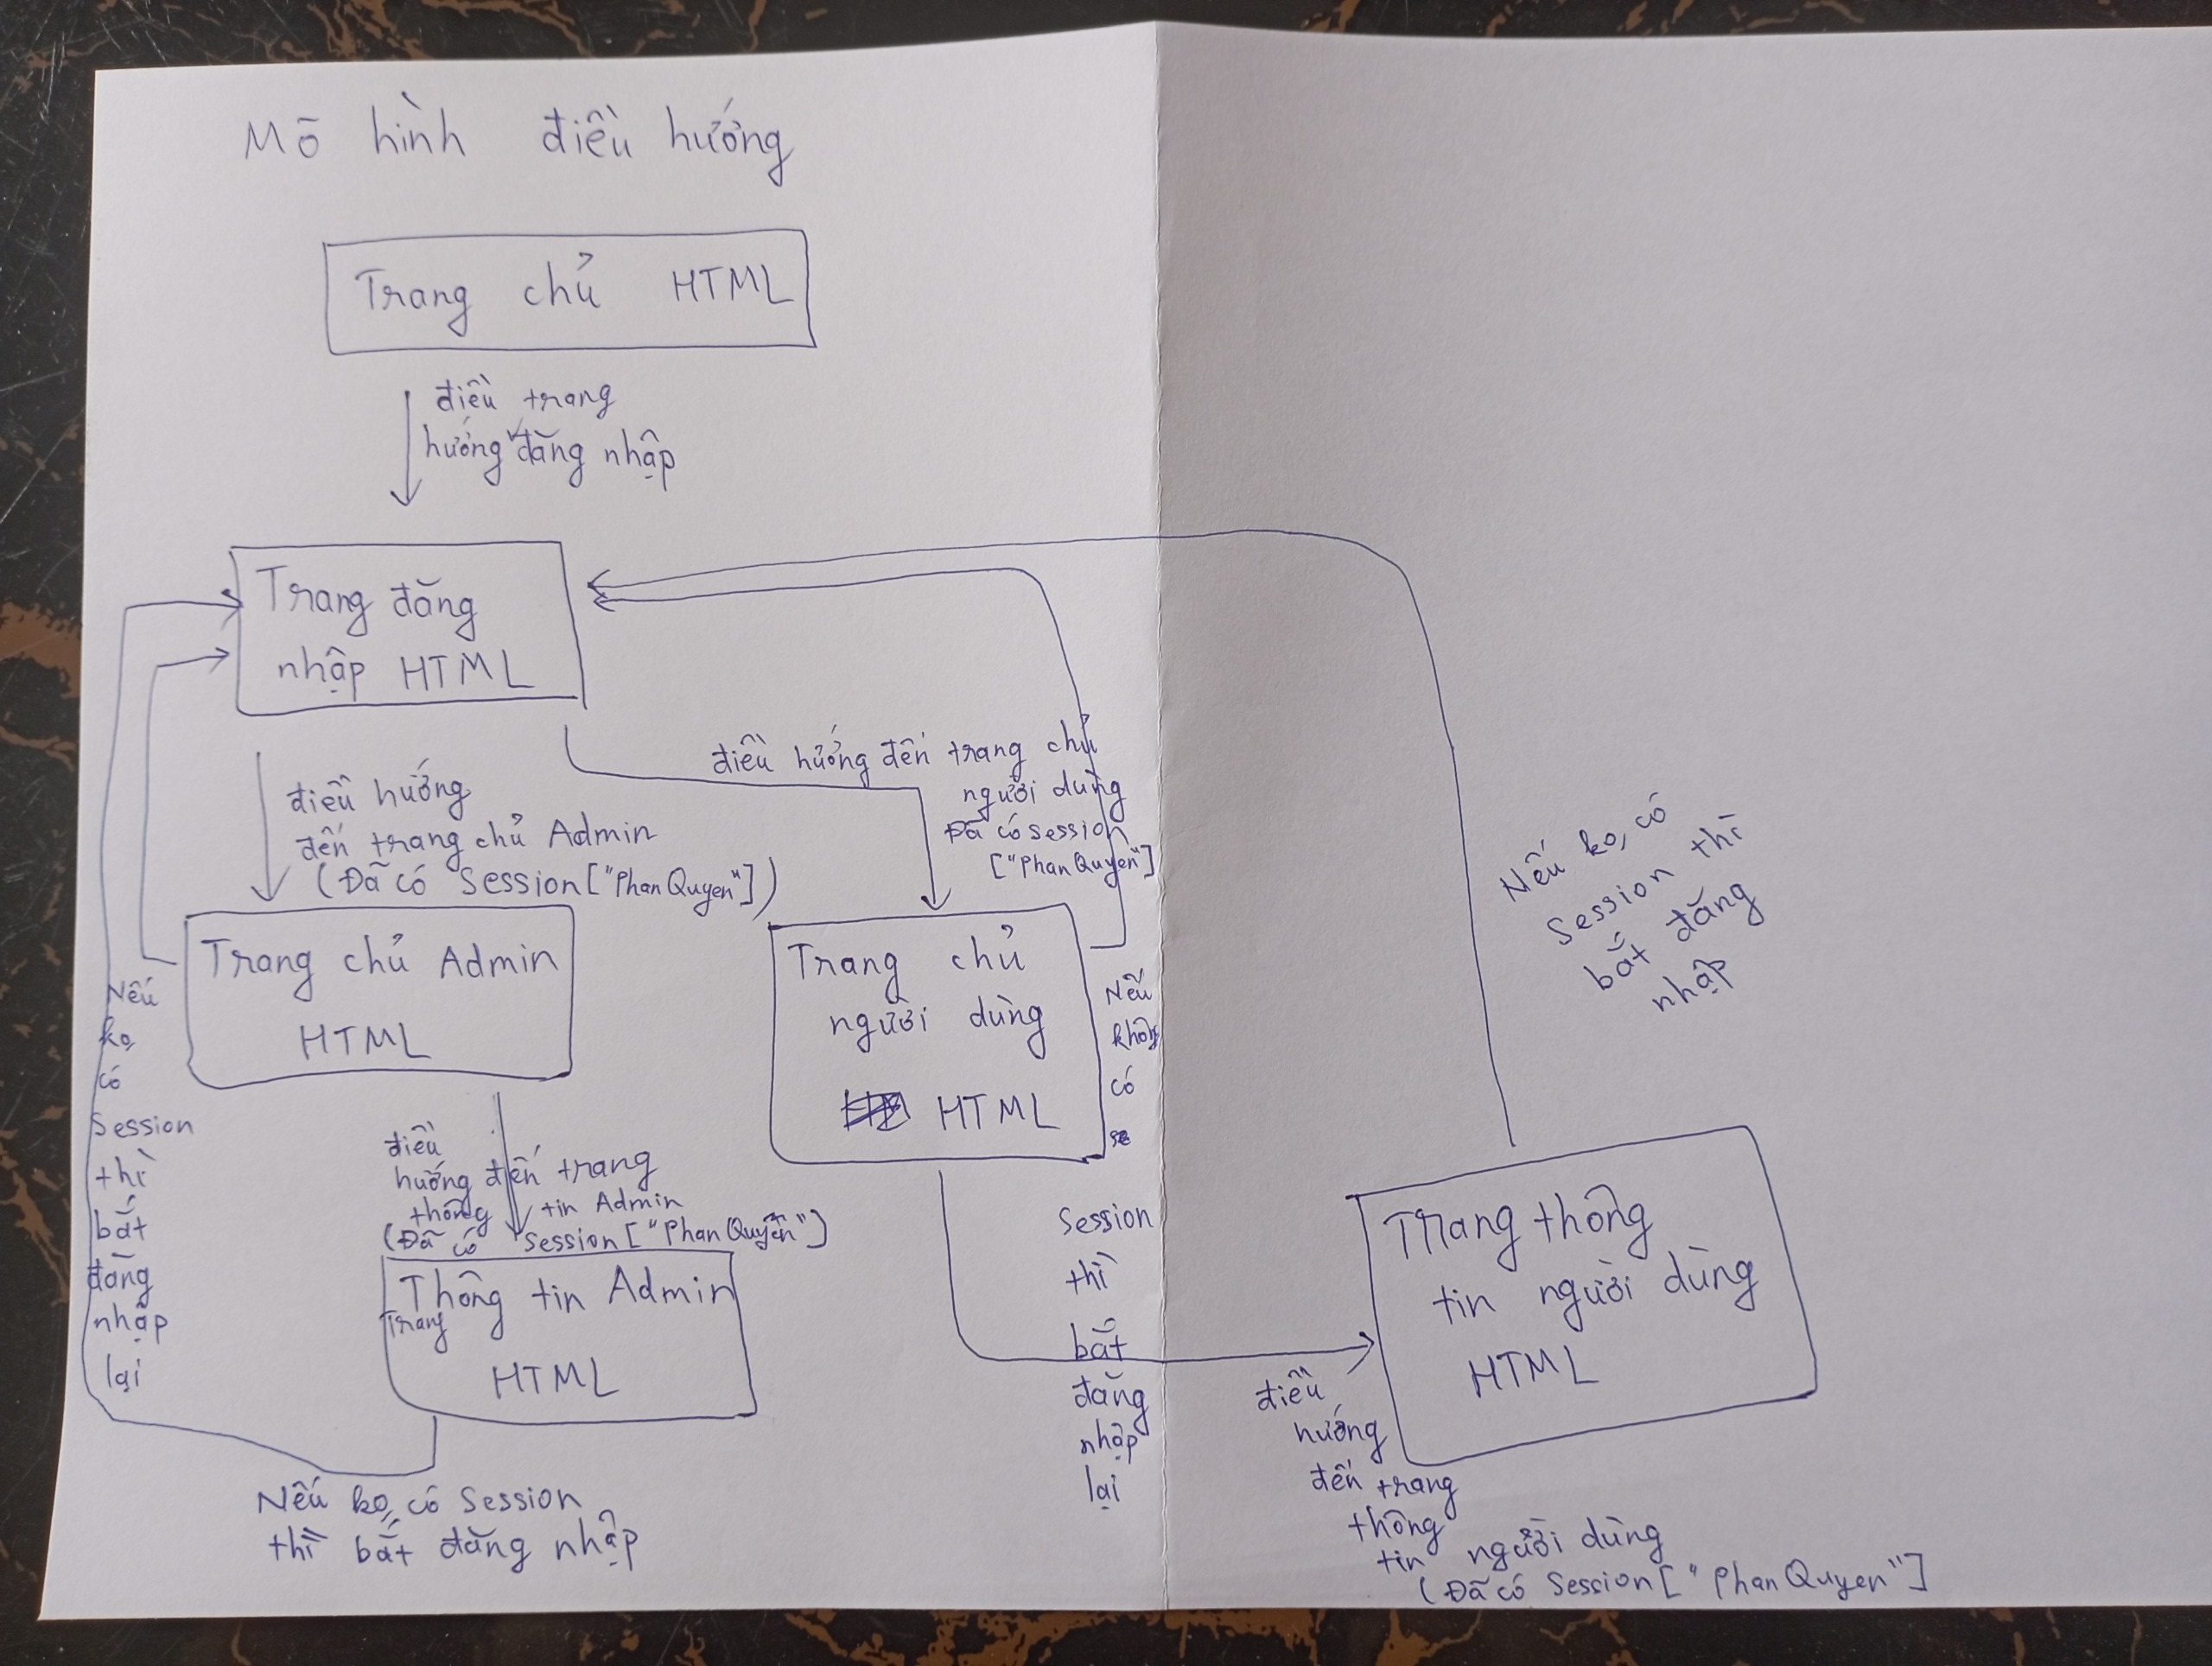 Mô hình điều hướng
Trang chủ HTML
điều trang
hướng đăng nhập
Trang đăng
nhập HTML
điều hướng
đến trang chủ Admin
(Đã có Session["PhanQuyen"])
điều hướng đến trang chủ
người dùng
Đã có session
["PhanQuyen"]
Trang chủ Admin
HTML
Nếu
ko
có
Session
thì
bắt
đăng
nhập
lại
Trang chủ
người dùng
HTML
Nếu
không
có
se
Session
thì
bắt
đăng
nhập
lại
Nếu ko có
Session thì
bắt đăng
nhập
điều
hướng đến trang
thông tin Admin
(Đã có Session["PhanQuyền"]
Thông tin Admin
Trang
HTML
Nếu ko có Session
thì bắt đăng nhập
Trang thông
tin người dùng
HTML
điều
hướng
đến trang
thông
tin người dùng
(Đã có Session["PhanQuyen"]